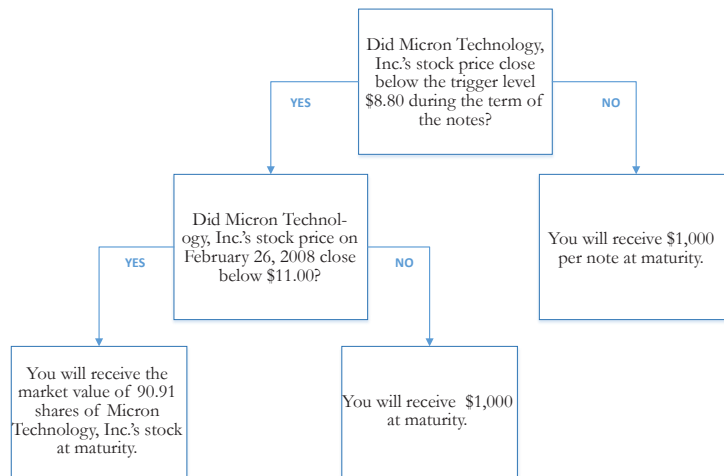 Did Micron Technology,
Inc.'s stock price close
below the trigger level
$8.80 during the term of
the notes?
YES
NO
Did Micron Technol-
ogy, Inc.'s stock price on
February 26, 2008 close
below $11.00?
You will receive $1,000
per note at maturity.
YES
NO
You will receive the
market value of 90.91
shares of Micron
Technology, Inc.'s stock
at maturity.
You will receive $1,000
at maturity.